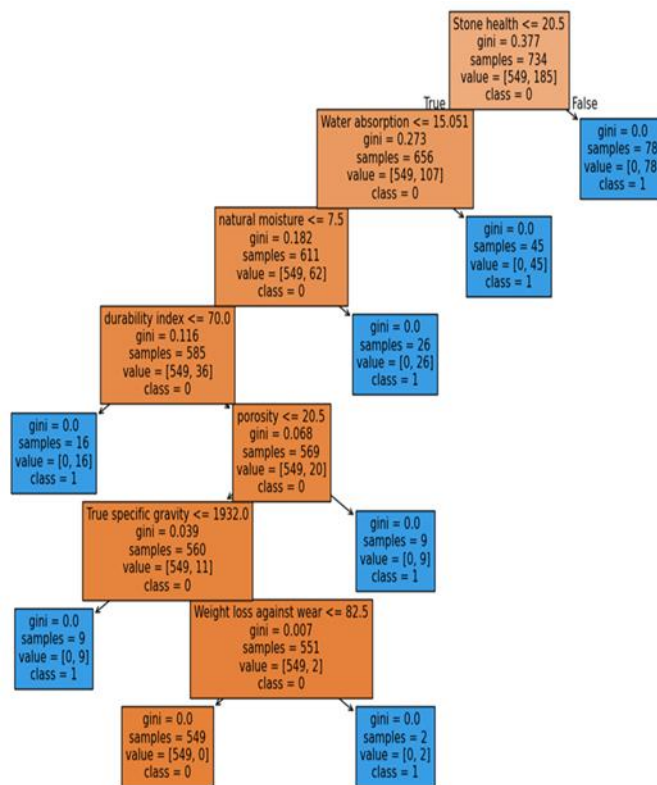 Stone health <= 20.5
gini = 0.377
samples = 734
value = [549, 185]
class = 0
True
False
Water absorption <= 15.051
gini = 0.273
samples = 656
value = [549, 107]
class = 0
gini = 0.0
samples = 78
value = [0, 78]
class = 1
natural moisture <= 7.5
gini = 0.182
samples = 611
value = [549, 62]
class = 0
gini = 0.0
samples = 45
value = [0, 45]
class = 1
durability index <= 70.0
gini = 0.116
samples = 585
value = [549, 36]
class = 0
gini = 0.0
samples = 26
value = [0, 26]
class = 1
gini = 0.0
samples = 16
value = [0, 16]
class = 1
porosity <= 20.5
gini = 0.068
samples = 569
value = [549, 20]
class = 0
True specific gravity <= 1932.0
gini = 0.039
samples = 560
value = [549, 11]
class = 0
gini = 0.0
samples = 9
value = [0, 9]
class = 1
gini = 0.0
samples = 9
value = [0, 9]
class = 1
Weight loss against wear <= 82.5
gini = 0.007
samples = 551
value = [549, 2]
class = 0
gini = 0.0
samples = 549
value = [549, 0]
class = 0
gini = 0.0
samples = 2
value = [0, 2]
class = 1